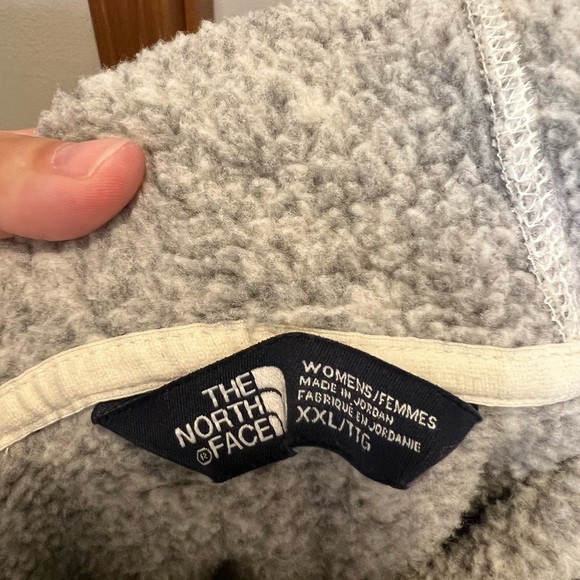 THE
NORTH
FACE
®
WOMENS/FEMMES
MADE IN JORDAN
FABRIQUE EN JORDANIE
XXL/TTG